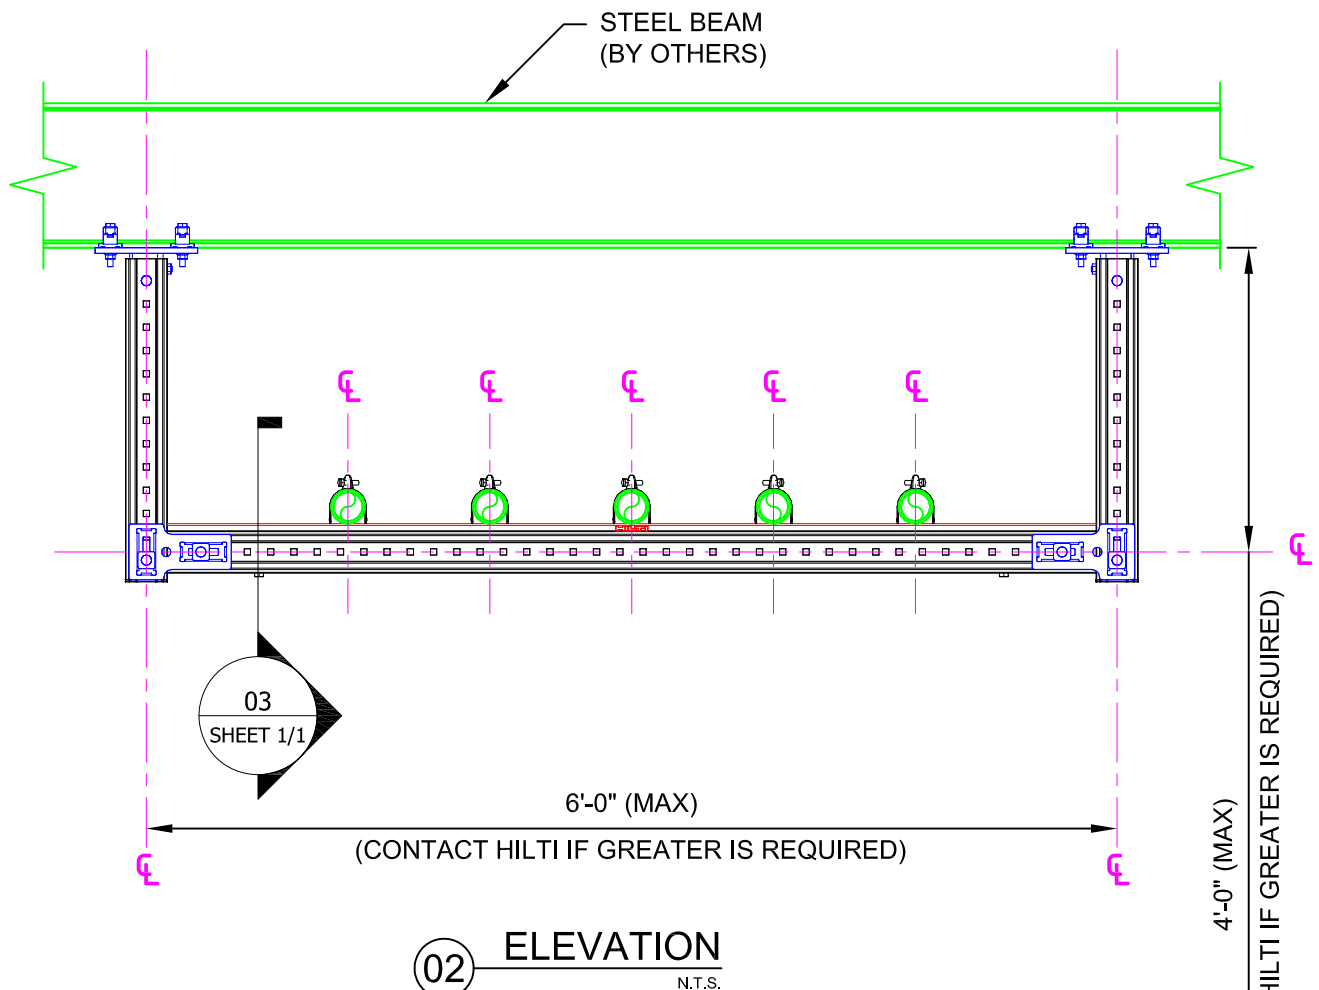 STEEL BEAM
(BY OTHERS)
03
SHEET 1/1
6'-0" (MAX)
(CONTACT HILTI IF GREATER IS REQUIRED)
4'-0" (MAX)
HILTI IF GREATER IS REQUIRED)
02
ELEVATION
N.T.S.